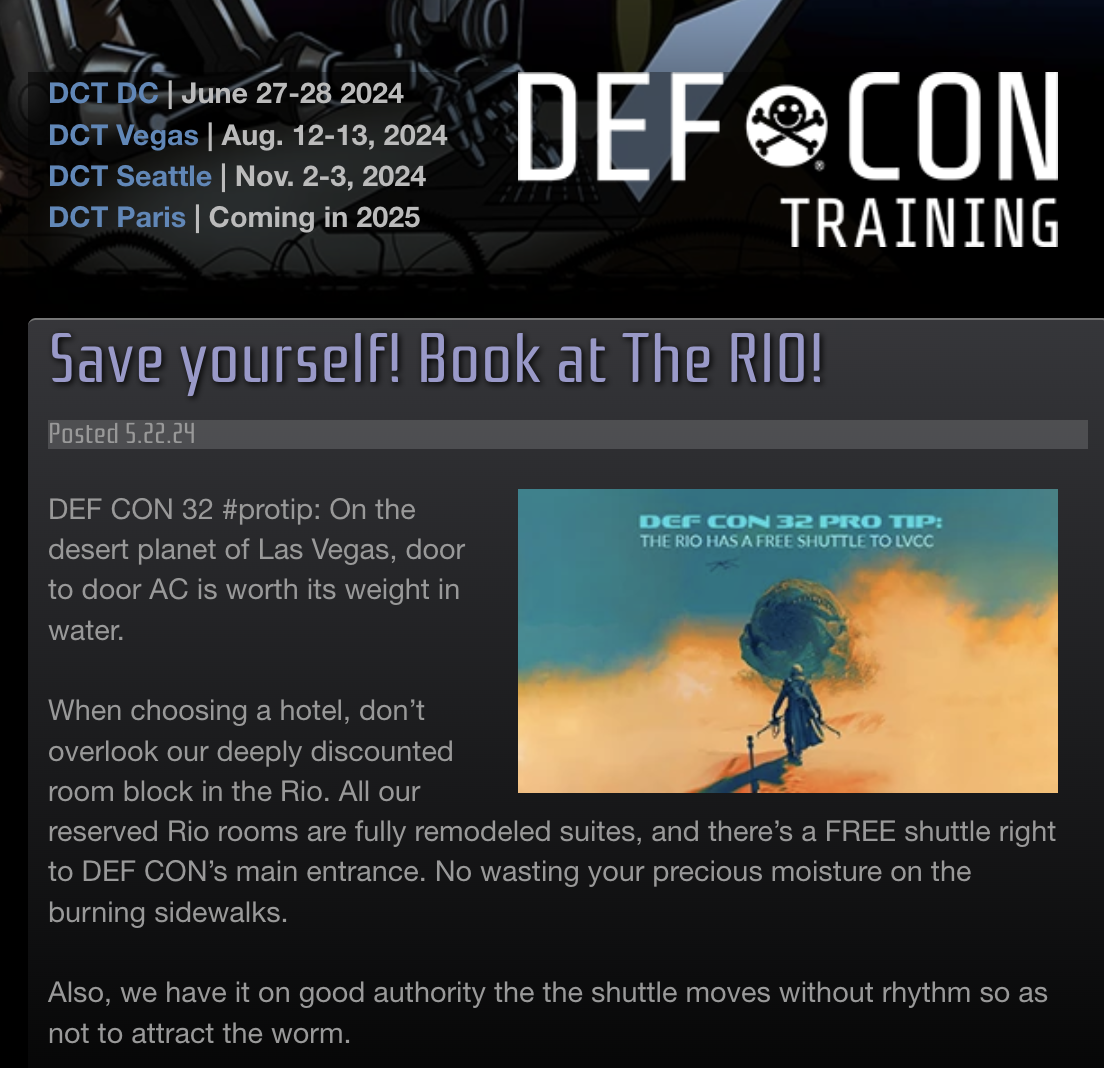 DCT DC | June 27-28 2024
DCT Vegas | Aug. 12-13, 2024
DCT Seattle | Nov. 2-3, 2024
DCT Paris | Coming in 2025
DEF CON
®
TRAINING
Save yourself! Book at The RIO!
Posted 5.22.24
DEF CON 32 #protip: On the
desert planet of Las Vegas, door
to door AC is worth its weight in
water.
DEF CON 32 PRO TIP:
THE RIO HAS A FREE SHUTTLE TO LVCC
When choosing a hotel, don’t
overlook our deeply discounted
room block in the Rio. All our
reserved Rio rooms are fully remodeled suites, and there’s a FREE shuttle right
to DEF CON’s main entrance. No wasting your precious moisture on the
burning sidewalks.
Also, we have it on good authority the the shuttle moves without rhythm so as
not to attract the worm.